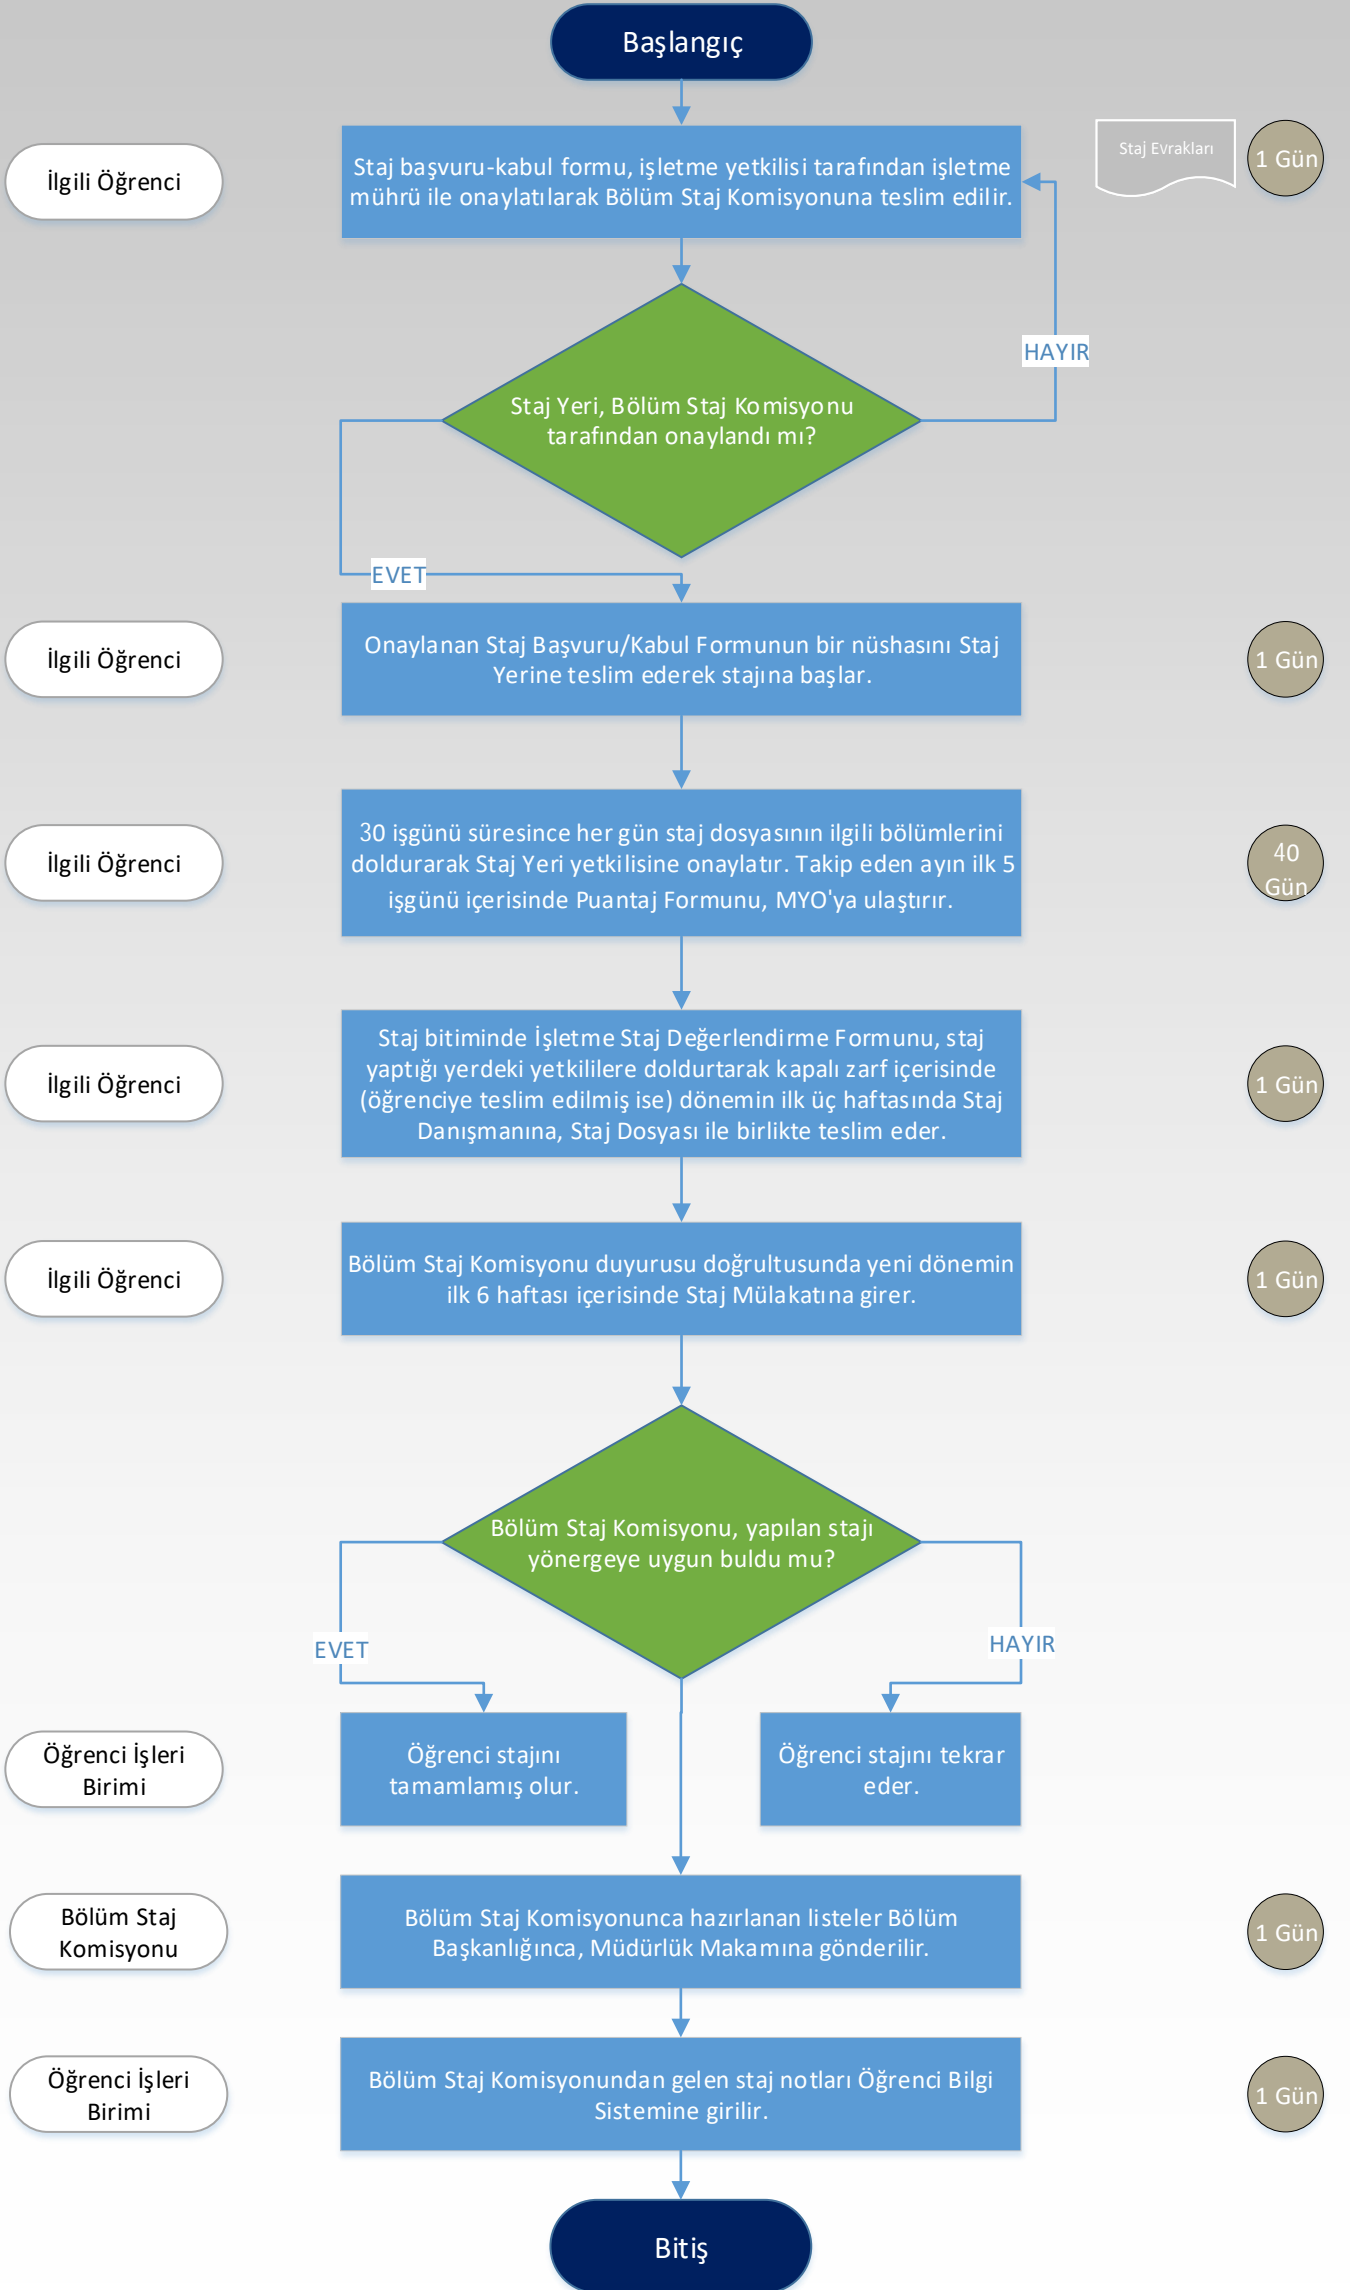 Başlangıç
İlgili Öğrenci
Staj başvuru-kabul formu, işletme yetkilisi tarafından işletme
mührü ile onaylatılarak Bölüm Staj Komisyonuna teslim edilir.
Staj Evrakları
1 Gün
HAYIR
Staj Yeri, Bölüm Staj Komisyonu
tarafından onaylandı mı?
EVET
İlgili Öğrenci
Onaylanan Staj Başvuru/Kabul Formunun bir nüshasını Staj
Yerine teslim ederek stajına başlar.
1 Gün
İlgili Öğrenci
30 işgünü süresince her gün staj dosyasının ilgili bölümlerini
doldurarak Staj Yeri yetkilisine onaylatır. Takip eden ayın ilk 5
işgünü içerisinde Puantaj Formunu, MYO'ya ulaştırır.
40
Gün
İlgili Öğrenci
Staj bitiminde İşletme Staj Değerlendirme Formunu, staj
yaptığı yerdeki yetkililere doldurtarak kapalı zarf içerisinde
(öğrenciye teslim edilmiş ise) dönemin ilk üç haftasında Staj
Danışmanına, Staj Dosyası ile birlikte teslim eder.
1 Gün
İlgili Öğrenci
Bölüm Staj Komisyonu duyurusu doğrultusunda yeni dönemin
ilk 6 haftası içerisinde Staj Mülakatına girer.
1 Gün
Bölüm Staj Komisyonu, yapılan stajı
yönergeye uygun buldu mu?
EVET
HAYIR
Öğrenci İşleri
Birimi
Öğrenci stajını
tamamlamış olur.
Öğrenci stajını tekrar
eder.
Bölüm Staj
Komisyonu
Bölüm Staj Komisyonunca hazırlanan listeler Bölüm
Başkanlığınca, Müdürlük Makamına gönderilir.
1 Gün
Öğrenci İşleri
Birimi
Bölüm Staj Komisyonundan gelen staj notları Öğrenci Bilgi
Sistemine girilir.
1 Gün
Bitiş